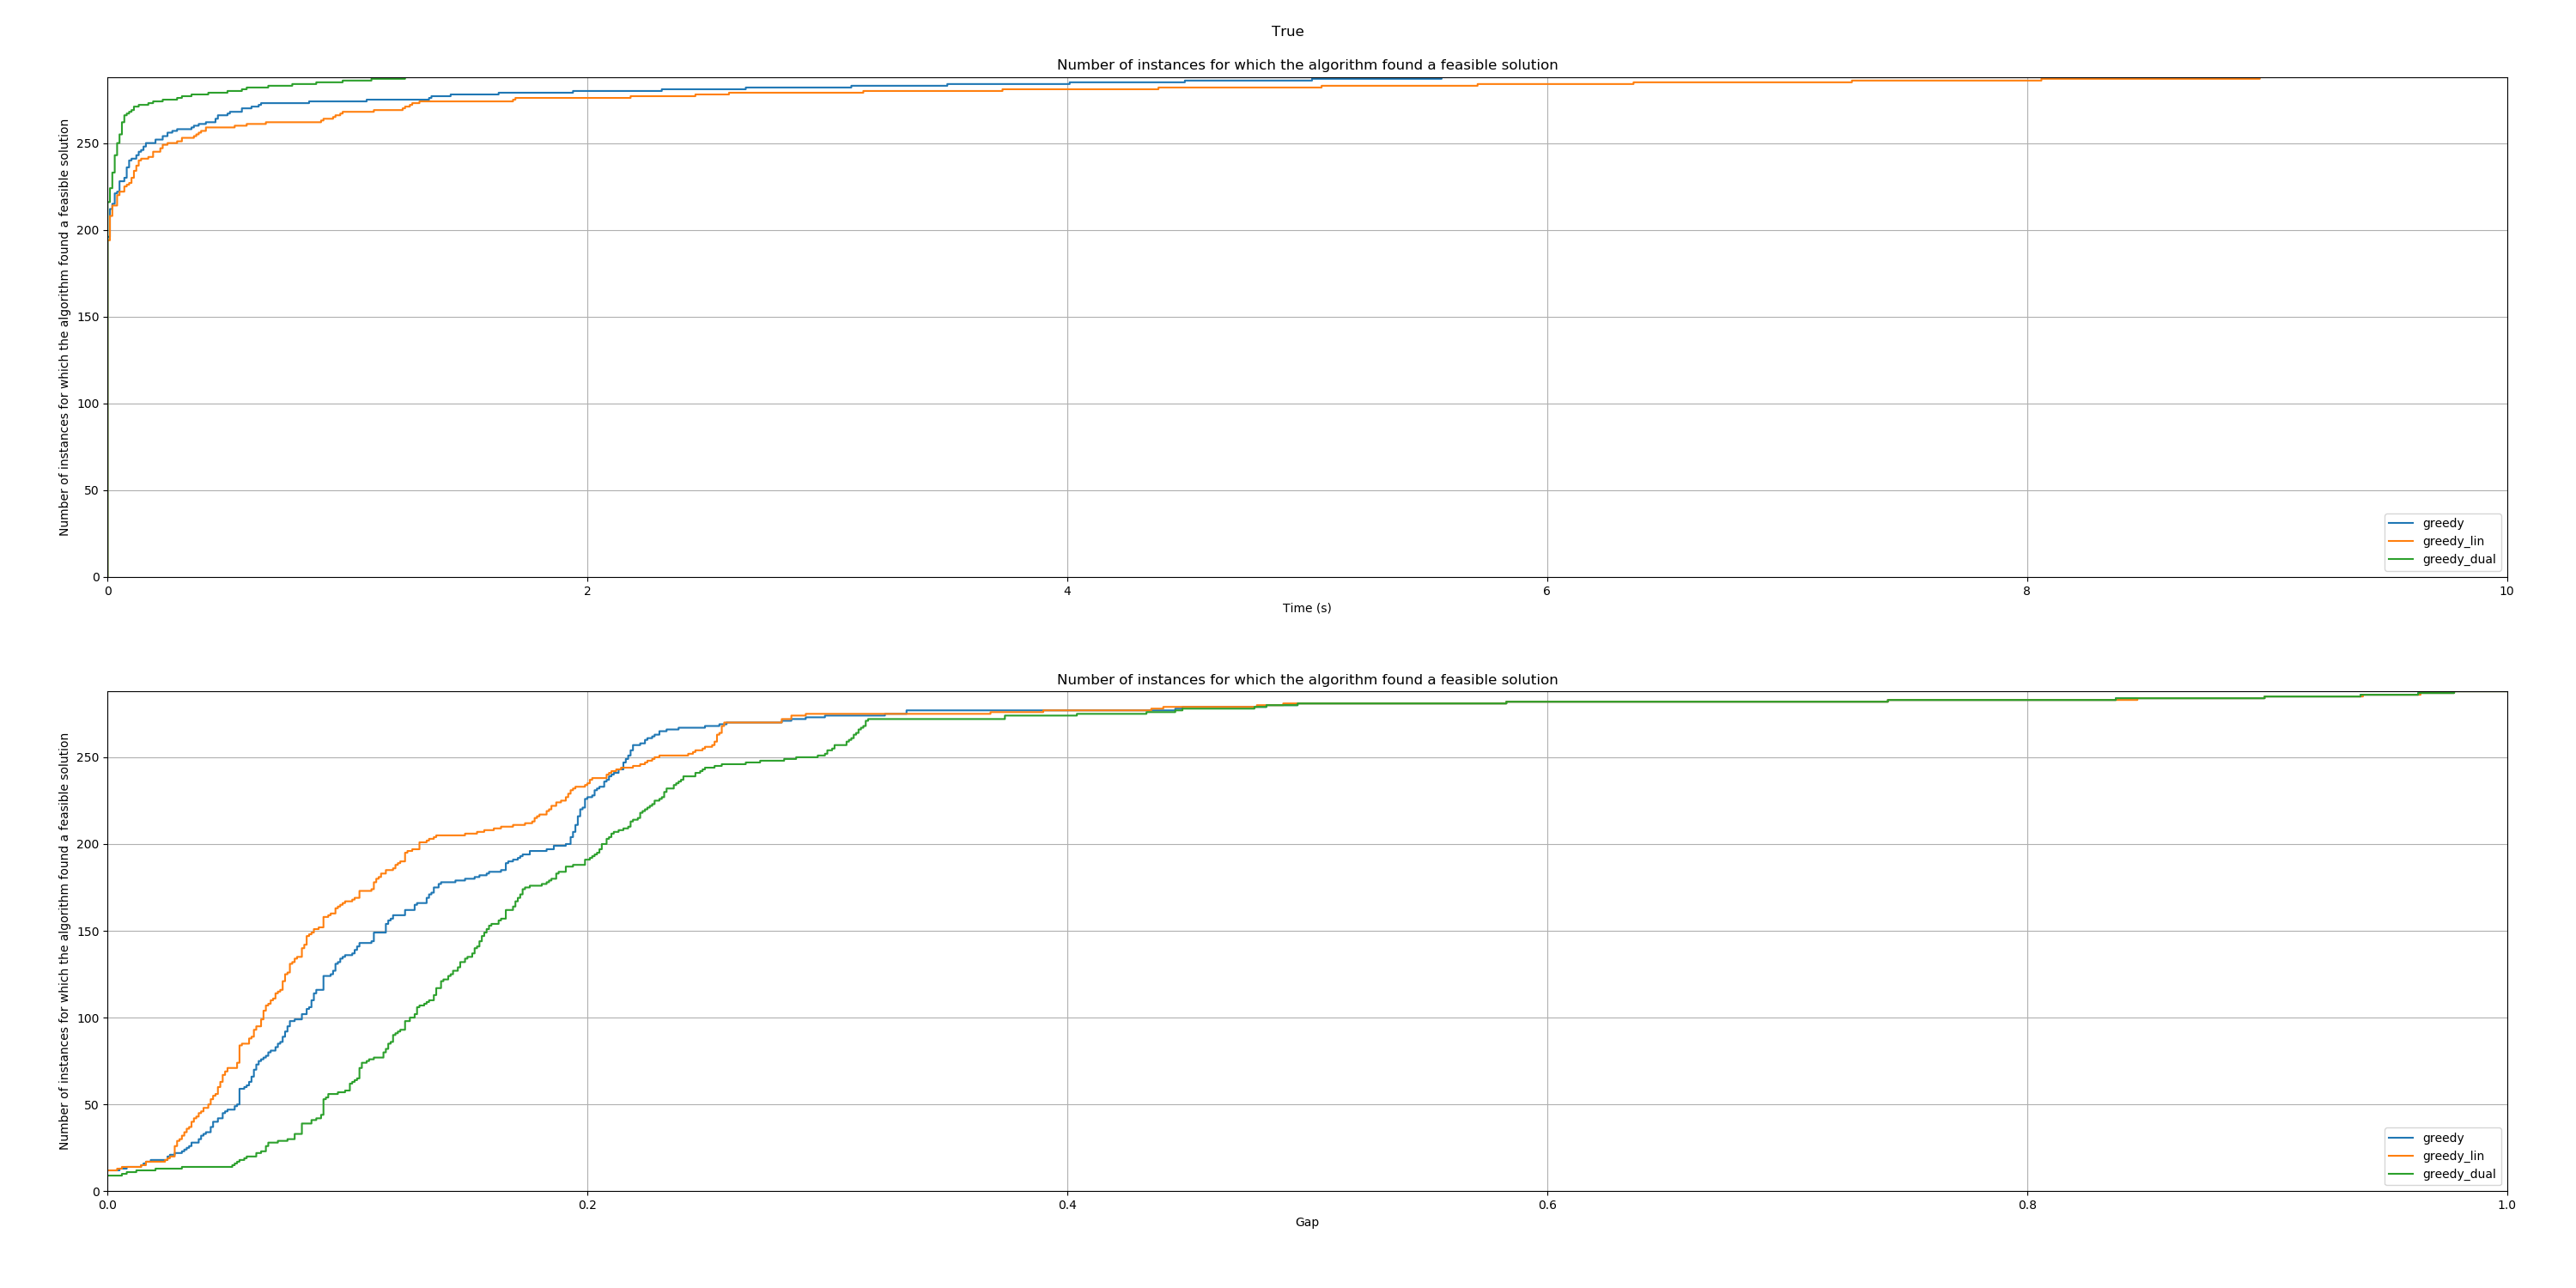 True
Number of instances for which the algorithm found a feasible solution
Number of instances for which the algorithm found a feasible solution
250
200
150
100
50
0
0 2 4 6 8 10
Time (s)
greedy
greedy_lin
greedy_dual
Number of instances for which the algorithm found a feasible solution
Number of instances for which the algorithm found a feasible solution
250
200
150
100
50
0
0.0 0.2 0.4 0.6 0.8 1.0
Gap
greedy
greedy_lin
greedy_dual